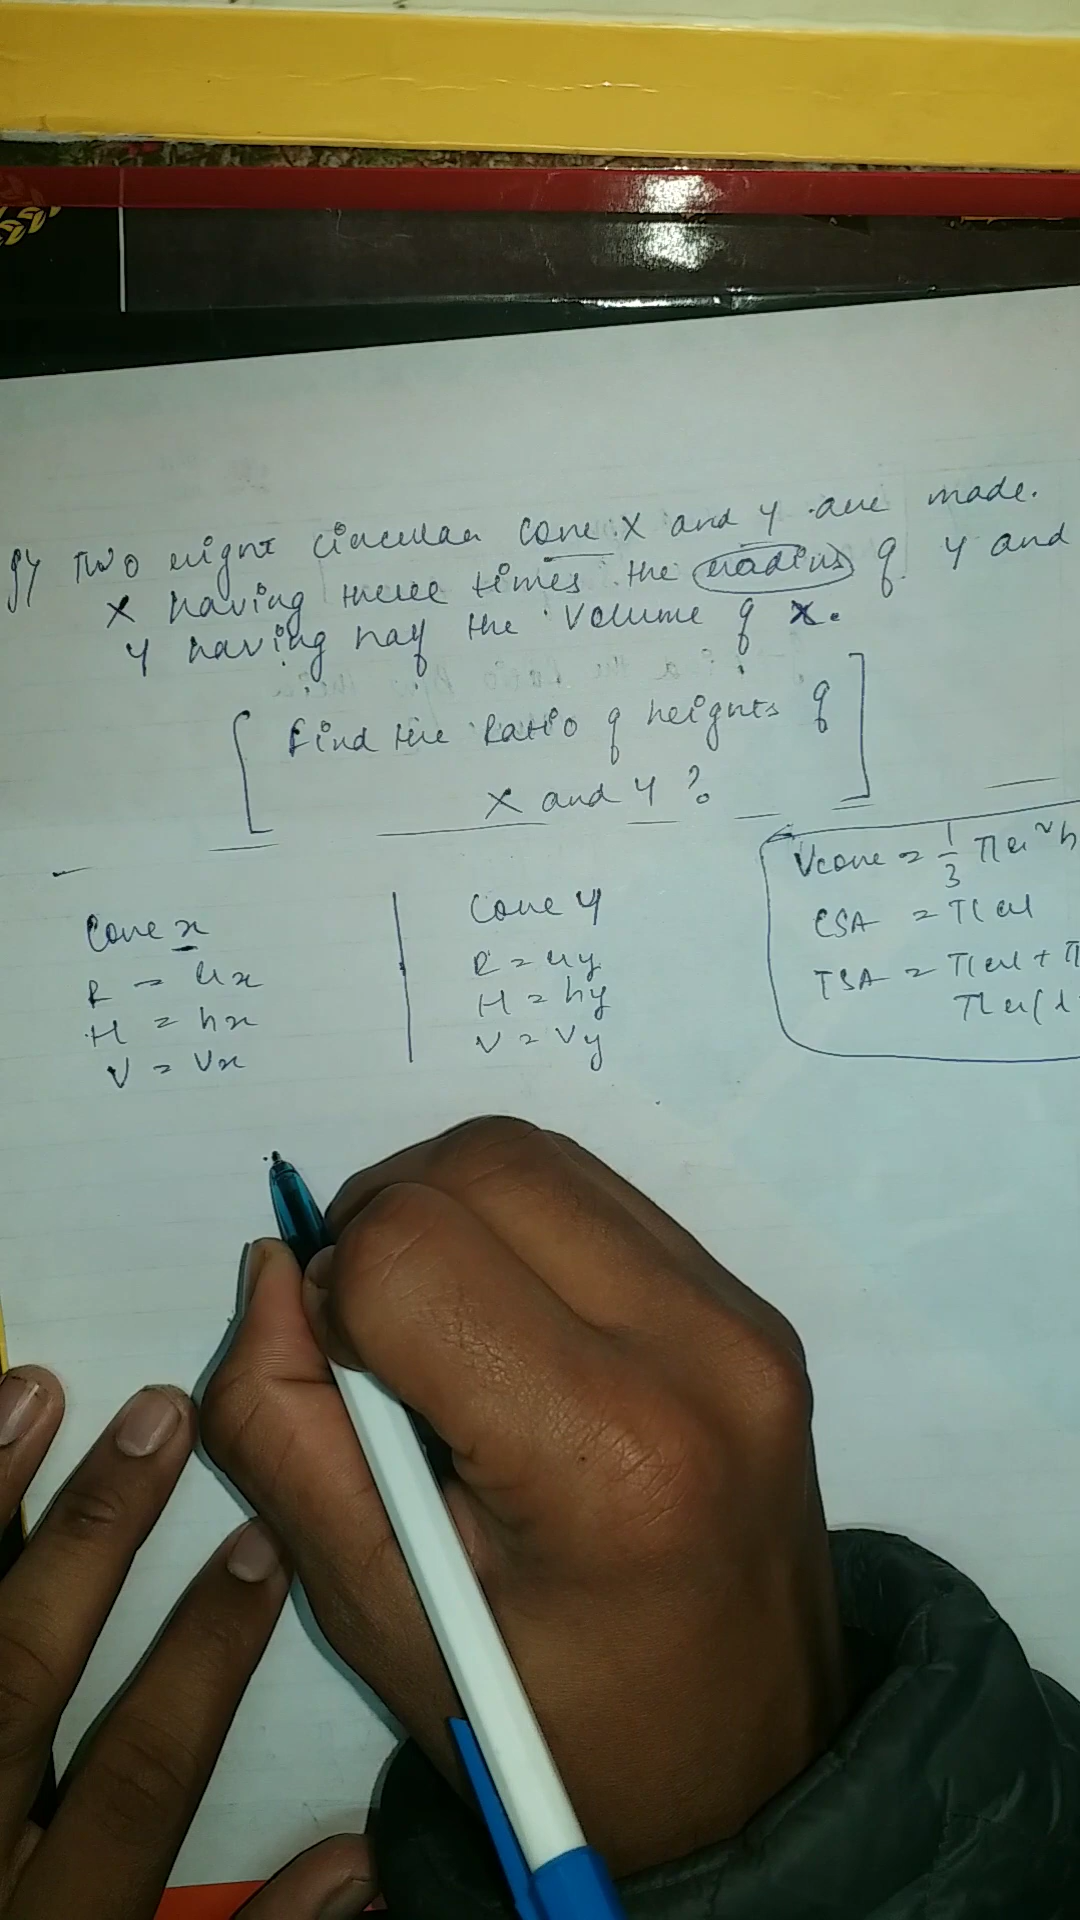 Q/ Two right circular cone X and Y are made.
X having three times the radius of Y and
Y having haf the Volume of X.
[ Find the Ratio of heights of
X and Y ? ]
Vcone = 1/3 πr²h
CSA = πrl
TSA = πrl + π
πr(l
Cone x
R = rx
H = hx
V = Vx
Cone Y
R = ry
H = hy
V = Vy